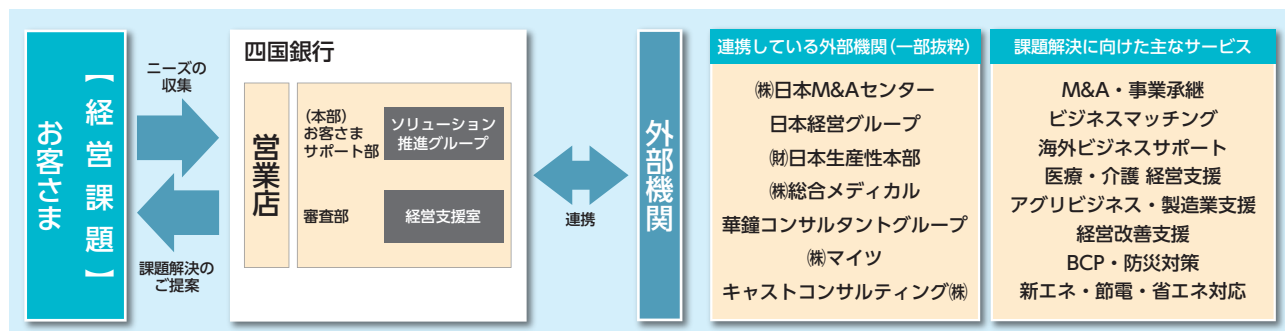 お客さま
【経営課題】
ニーズの
収集
課題解決の
ご提案
四国銀行
営業店
(本部)
お客さま
サポート部
ソリューション
推進グループ
審査部
経営支援室
連携
外部機関
連携している外部機関(一部抜粋)
㈱日本M&Aセンター
日本経営グループ
㈶日本生産性本部
㈱総合メディカル
華鐘コンサルタントグループ
㈱マイツ
キャストコンサルティング㈱
課題解決に向けた主なサービス
M&A・事業承継
ビジネスマッチング
海外ビジネスサポート
医療・介護 経営支援
アグリビジネス・製造業支援
経営改善支援
BCP・防災対策
新エネ・節電・省エネ対応